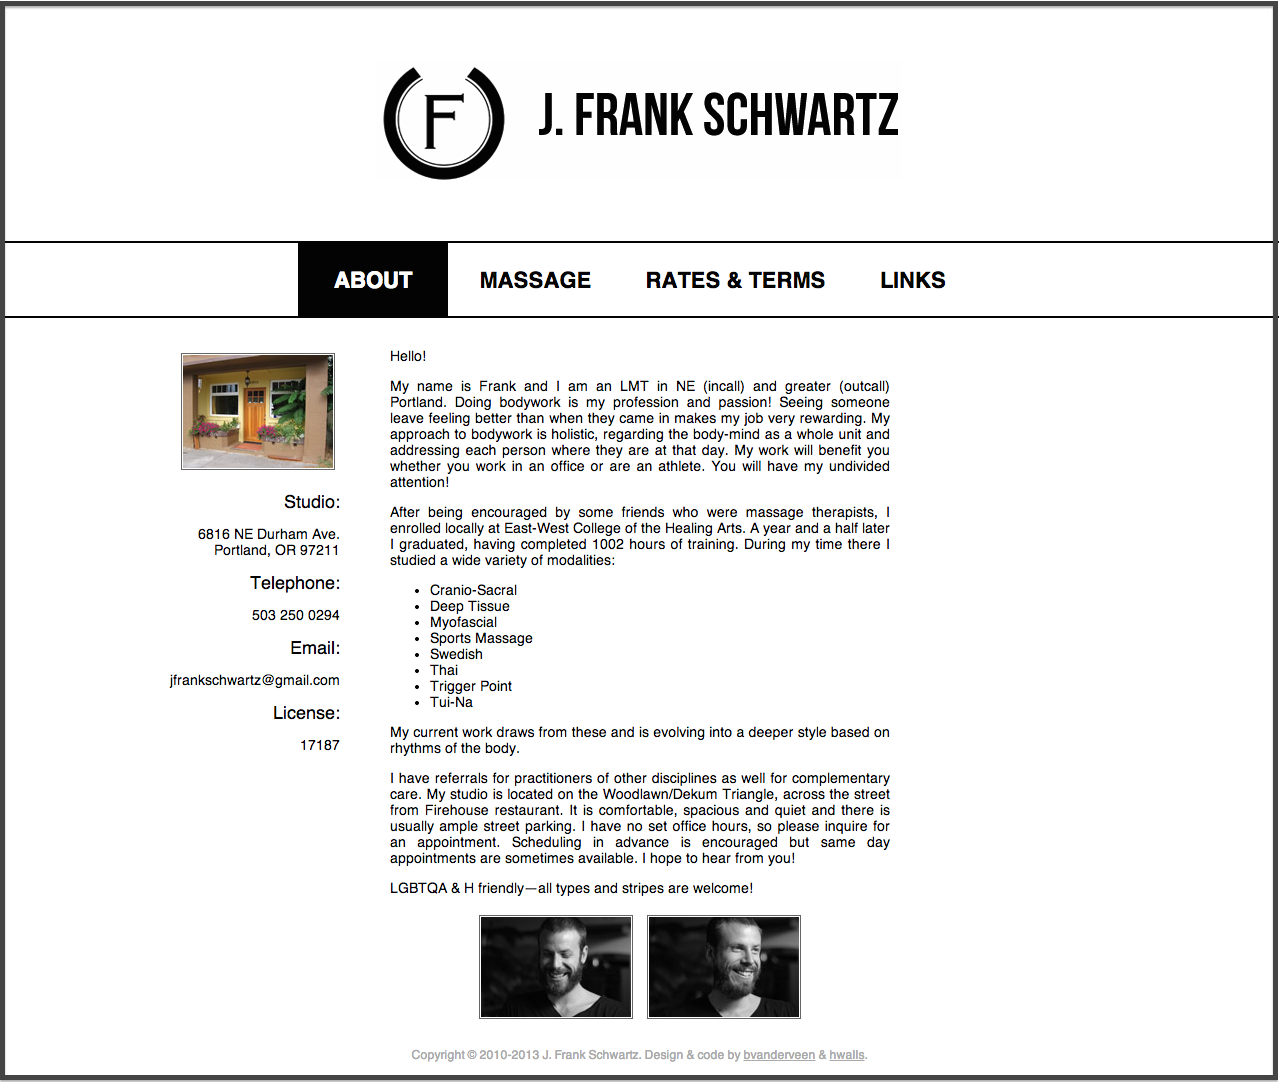 F
J. FRANK SCHWARTZ
ABOUT MASSAGE RATES & TERMS LINKS
Studio:
6816 NE Durham Ave.
Portland, OR 97211
Telephone:
503 250 0294
Email:
jfrankschwartz@gmail.com
License:
17187
Hello!
My name is Frank and I am an LMT in NE (incall) and greater (outcall)
Portland. Doing bodywork is my profession and passion! Seeing someone
leave feeling better than when they came in makes my job very rewarding. My
approach to bodywork is holistic, regarding the body-mind as a whole unit and
addressing each person where they are at that day. My work will benefit you
whether you work in an office or are an athlete. You will have my undivided
attention!
After being encouraged by some friends who were massage therapists, I
enrolled locally at East-West College of the Healing Arts. A year and a half later
I graduated, having completed 1002 hours of training. During my time there I
studied a wide variety of modalities:
• Cranio-Sacral
• Deep Tissue
• Myofascial
• Sports Massage
• Swedish
• Thai
• Trigger Point
• Tui-Na
My current work draws from these and is evolving into a deeper style based on
rhythms of the body.
I have referrals for practitioners of other disciplines as well for complementary
care. My studio is located on the Woodlawn/Dekum Triangle, across the street
from Firehouse restaurant. It is comfortable, spacious and quiet and there is
usually ample street parking. I have no set office hours, so please inquire for
an appointment. Scheduling in advance is encouraged but same day
appointments are sometimes available. I hope to hear from you!
LGBTQA & H friendly—all types and stripes are welcome!
Copyright © 2010-2013 J. Frank Schwartz. Design & code by bvanderveen & hwalls.